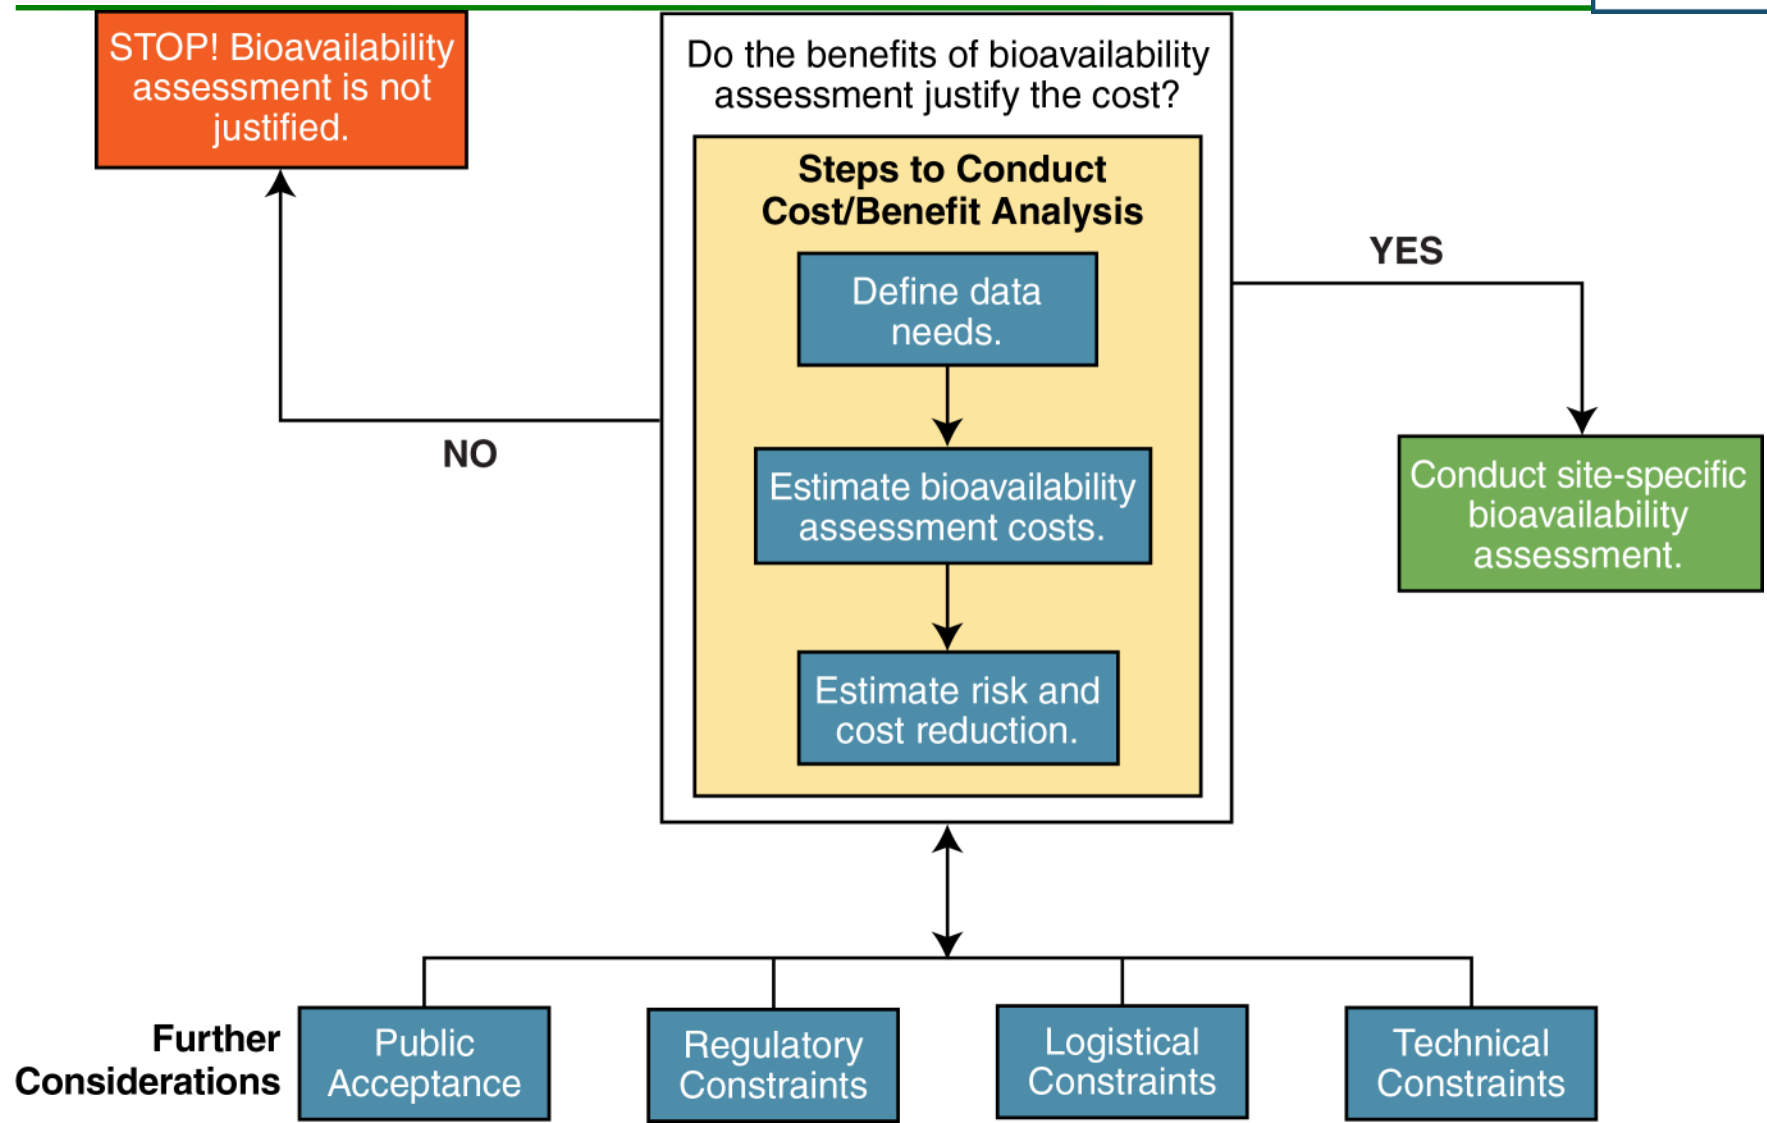 STOP! Bioavailability
assessment is not
justified.
Do the benefits of bioavailability
assessment justify the cost?
Steps to Conduct
Cost/Benefit Analysis
Define data
needs.
Estimate bioavailability
assessment costs.
Estimate risk and
cost reduction.
NO
YES
Conduct site-specific
bioavailability
assessment.
Further
Considerations
Public
Acceptance
Regulatory
Constraints
Logistical
Constraints
Technical
Constraints